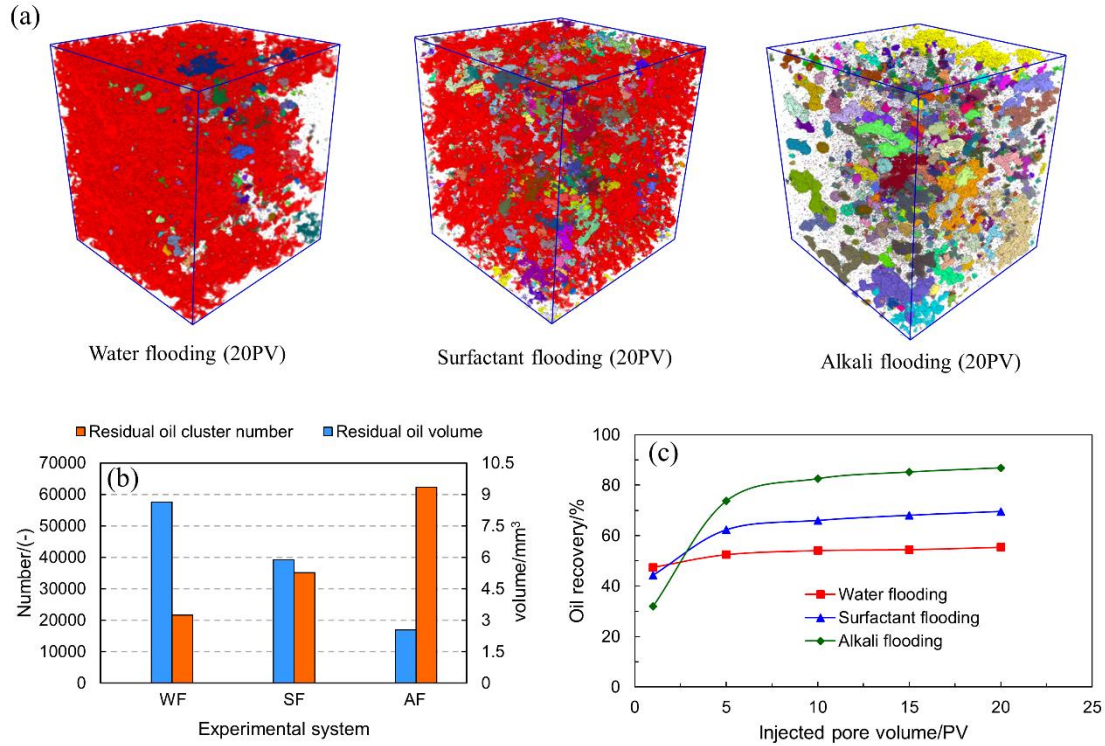 (a)
Water flooding (20PV)
Surfactant flooding (20PV)
Alkali flooding (20PV)
Residual oil cluster number
Residual oil volume
(b)
70000
60000
50000
40000
30000
20000
10000
0
Number/(-)
10.5
9
7.5
6
4.5
3
1.5
0
volume/mm³
WF
SF
AF
Experimental system
(c)
100
80
60
40
20
0
Oil recovery/%
Water flooding
Surfactant flooding
Alkali flooding
0
5
10
15
20
25
Injected pore volume/PV